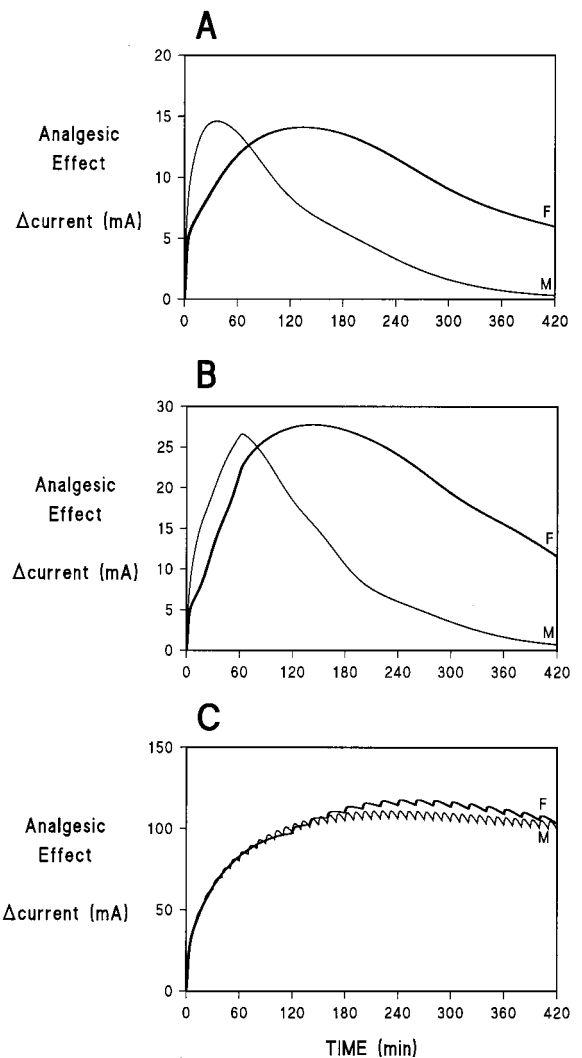 A
20
15
10
5
0
Analgesic
Effect
Δcurrent (mA)
F
M
0 60 120 180 240 300 360 420
B
30
25
20
15
10
5
0
Analgesic
Effect
Δcurrent (mA)
F
M
0 60 120 180 240 300 360 420
C
150
100
50
0
Analgesic
Effect
Δcurrent (mA)
F
M
0 60 120 180 240 300 360 420
TIME (min)